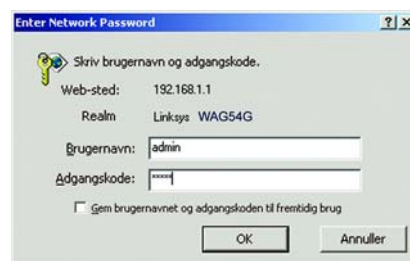 Enter Network Password
Skriv brugernavn og adgangskode.
Web-sted: 192.168.1.1
Realm Linksys WAG54G
Brugernavn: admin
Adgangskode: *****
Gem brugernavnet og adgangskoden til fremtidig brug
OK Annuller